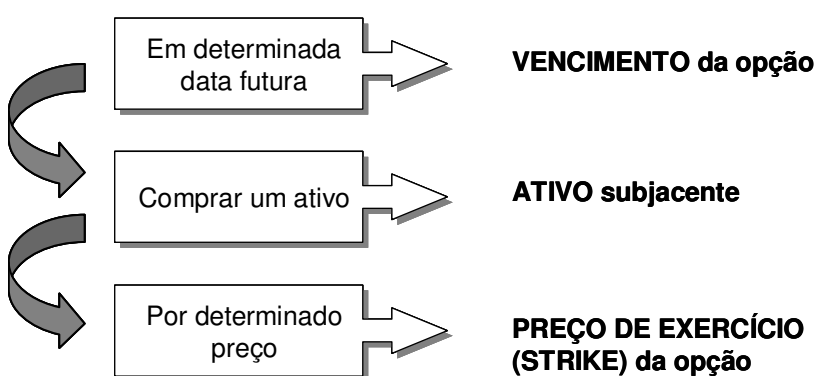 Em determinada
data futura
VENCIMENTO da opção
Comprar um ativo
ATIVO subjacente
Por determinado
preço
PREÇO DE EXERCÍCIO
(STRIKE) da opção